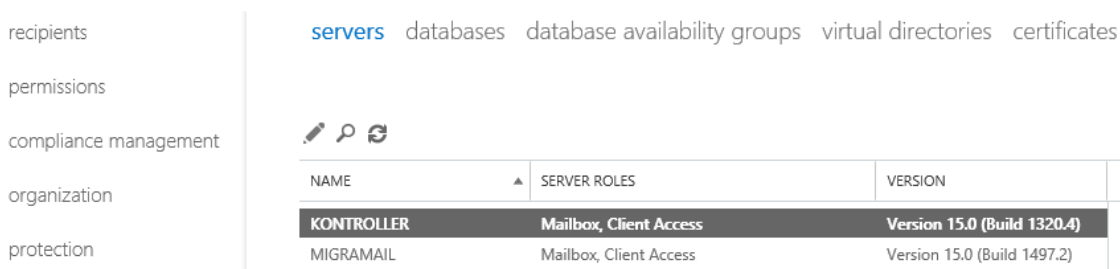 recipients
permissions
compliance management
organization
protection
servers databases database availability groups virtual directories certificates
NAME SERVER ROLES VERSION
KONTROLLER Mailbox, Client Access Version 15.0 (Build 1320.4)
MIGRAMAIL Mailbox, Client Access Version 15.0 (Build 1497.2)